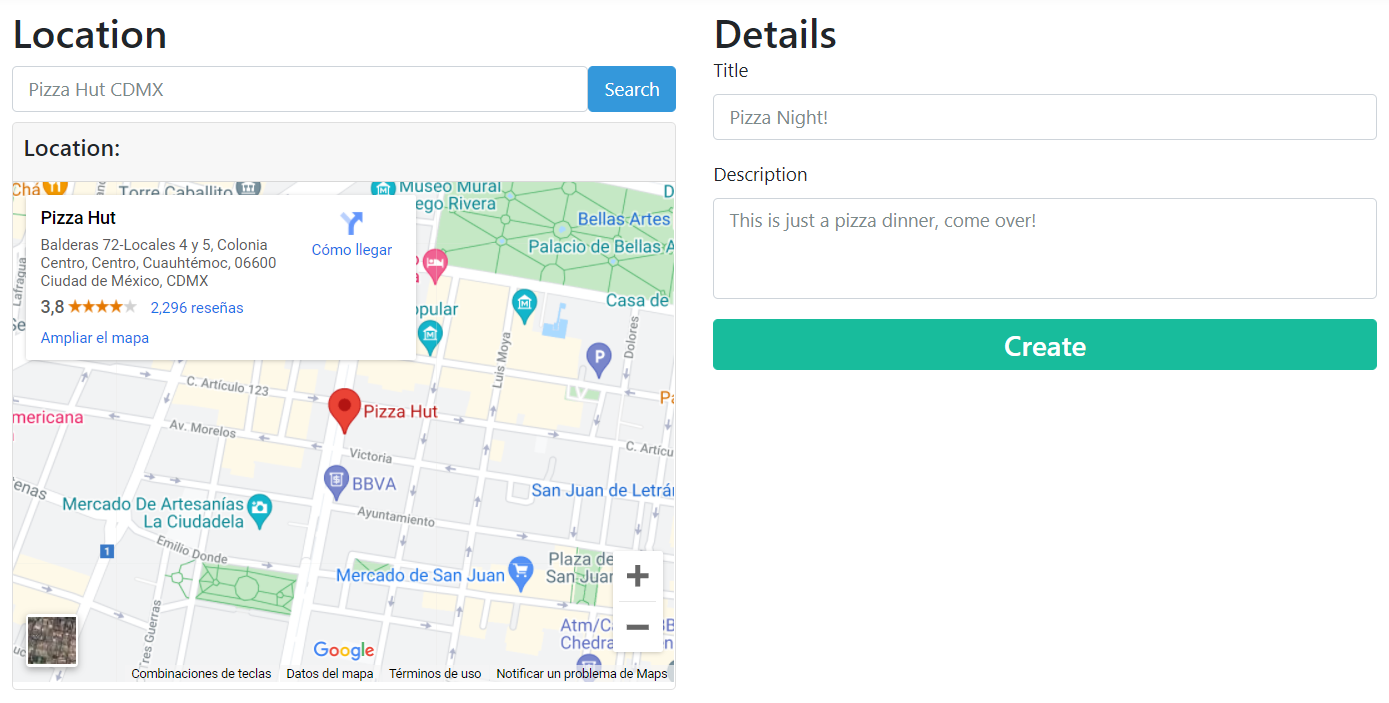 Location
Pizza Hut CDMX
Search
Location:
Chá
Torre Caballito
Museo Mural
ego Rivera
Bellas Artes
Palacio de Bellas A
Casa de
Pizza Hut
Balderas 72-Locales 4 y 5, Colonia
Centro, Centro, Cuauhtémoc, 06600
Ciudad de México, CDMX
Cómo llegar
3,8
2,296 reseñas
Ampliar el mapa
Lafragua
opular
Luis Moya
Dolores
P
C. Artículo 123
Pizza Hut
mericana
Av. Morelos
C. Artícu
Victoria
BBVA
enas
San Juan de Letrá
Mercado De Artesanías
La Ciudadela
Ayuntamiento
1
Emilio Donde
Mercado de San Juan
Plaza de
San Juan
Tres Guerras
Atm/C
Chedra
Google
Combinaciones de teclas
Datos del mapa
Términos de uso
Notificar un problema de Maps
Details
Title
Pizza Night!
Description
This is just a pizza dinner, come over!
Create